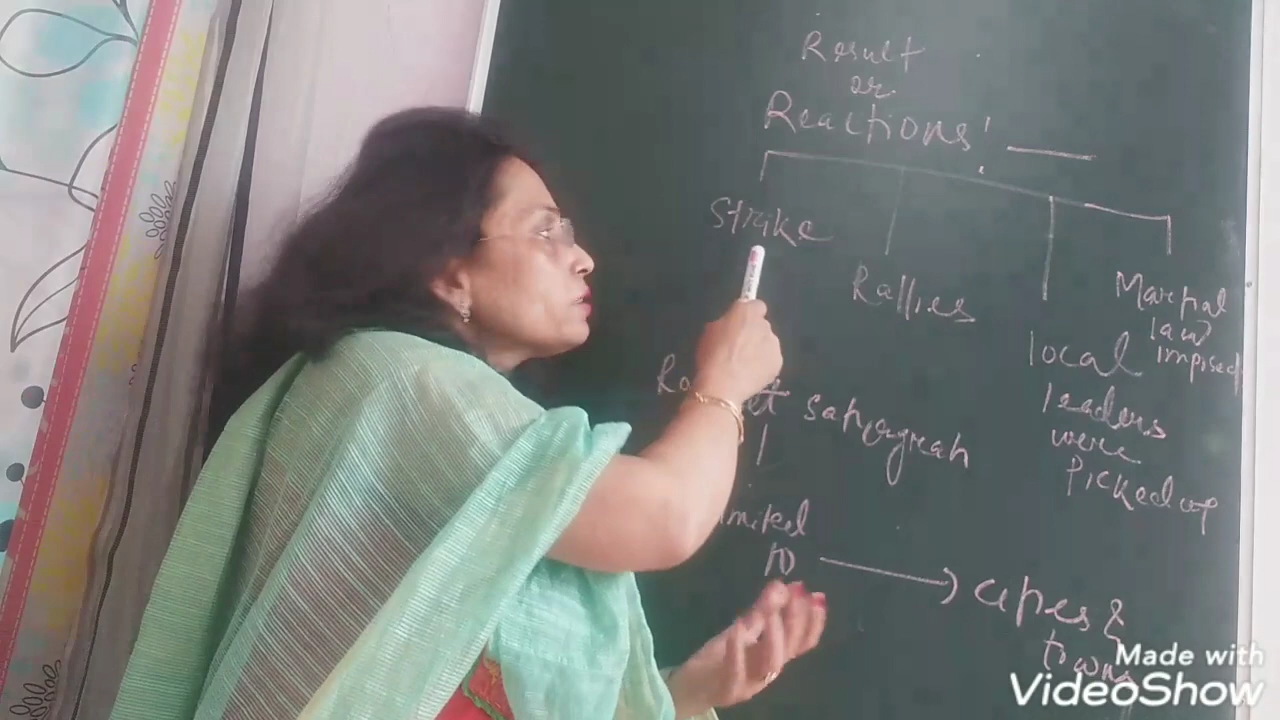 Result
or
Reactions!
Strike
Rallies
Martial
law
imposed
local
leaders
were
Picked up
Satyagrah
to
cities &
towns
Made with
VideoShow